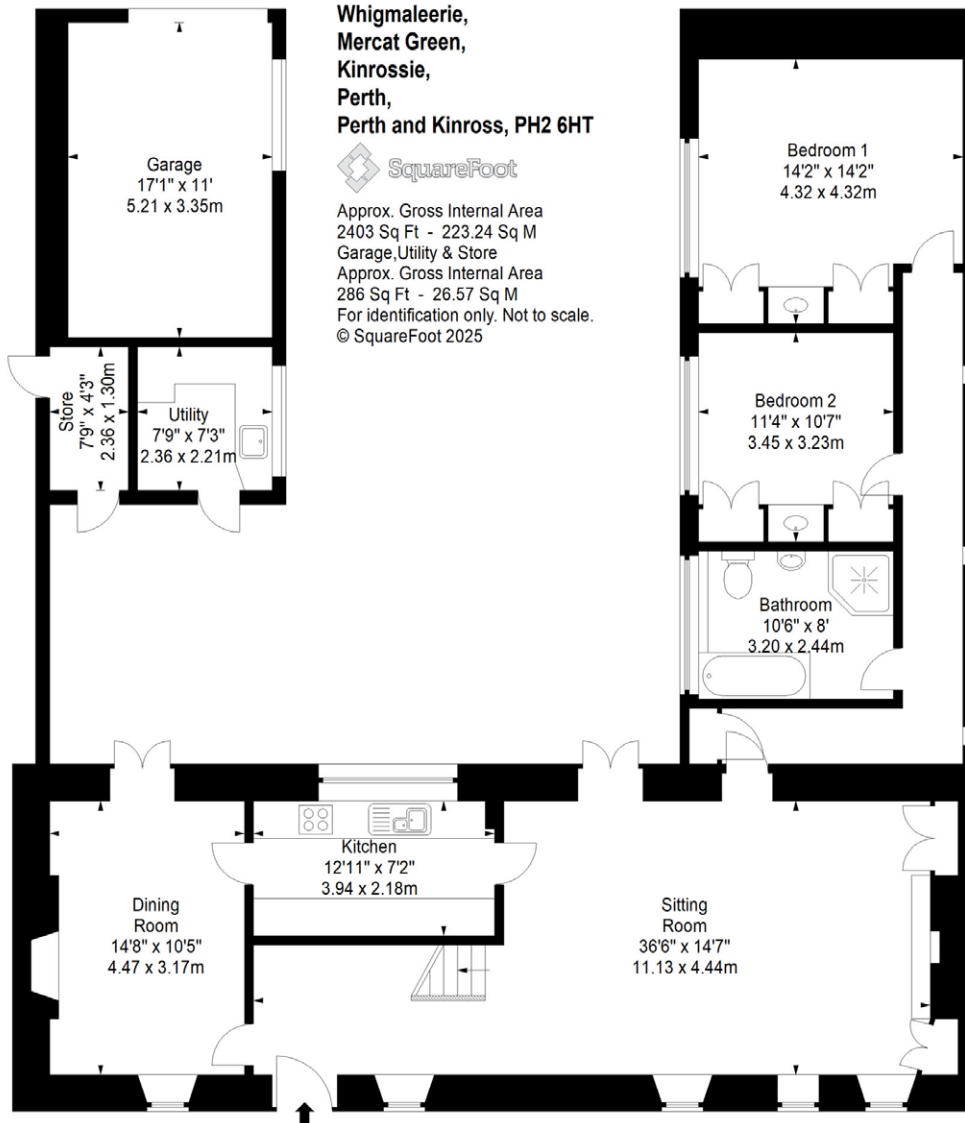 Whigmaleerie,
Mercat Green,
Kinrossie,
Perth,
Perth and Kinross, PH2 6HT
SquareFoot
Approx. Gross Internal Area
2403 Sq Ft - 223.24 Sq M
Garage,Utility & Store
Approx. Gross Internal Area
286 Sq Ft - 26.57 Sq M
For identification only. Not to scale.
© SquareFoot 2025
Garage
17'1" x 11'
5.21 x 3.35m
Bedroom 1
14'2" x 14'2"
4.32 x 4.32m
Store
7'9" x 4'3"
2.36 x 1.30m
Utility
7'9" x 7'3"
2.36 x 2.21m
Bedroom 2
11'4" x 10'7"
3.45 x 3.23m
Bathroom
10'6" x 8'
3.20 x 2.44m
Kitchen
12'11" x 7'2"
3.94 x 2.18m
Dining
Room
14'8" x 10'5"
4.47 x 3.17m
Sitting
Room
36'6" x 14'7"
11.13 x 4.44m